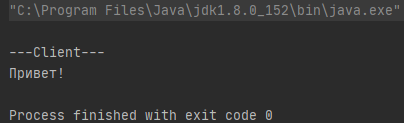 "C:\Program Files\Java\jdk1.8.0_152\bin\java.exe"
---Client---
Привет!
Process finished with exit code 0